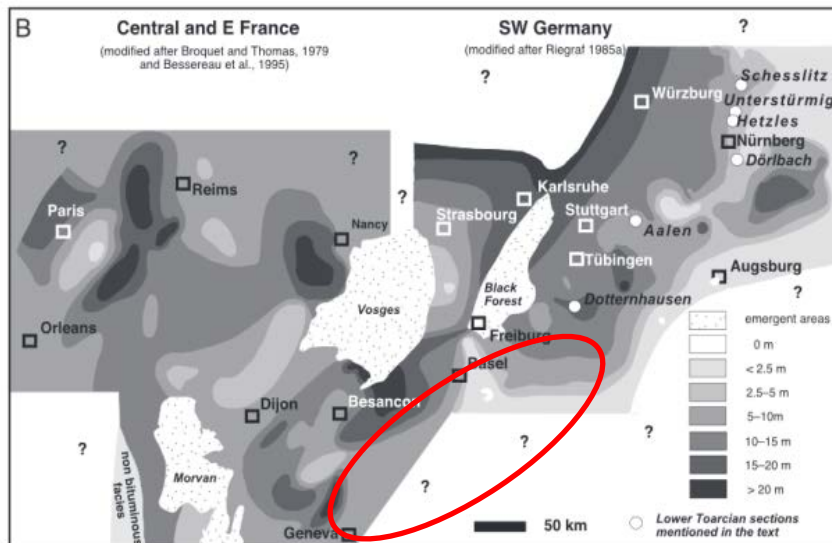 B
Central and E France
(modified after Broquet and Thomas, 1979
and Bessereau et al., 1995)
SW Germany
(modified after Riegraf 1985a)
?
?
?
?
?
Schesslitz
Würzburg
Unterstürmig
Hetzles
Nürnberg
Dörlbach
Reims
Karlsruhe
Paris
Nancy
Strasbourg
Stuttgart
Aalen
Tübingen
Augsburg
Vosges
Black
Forest
Dotternhausen
?
emergent areas
Orleans
Freiburg
0 m
Basel
< 2.5 m
2.5–5 m
Dijon
Besancon
5–10m
?
?
?
10–15 m
Morvan
?
15–20 m
non bituminous
facies
> 20 m
Geneva
50 km
Lower Toarcian sections
mentioned in the text